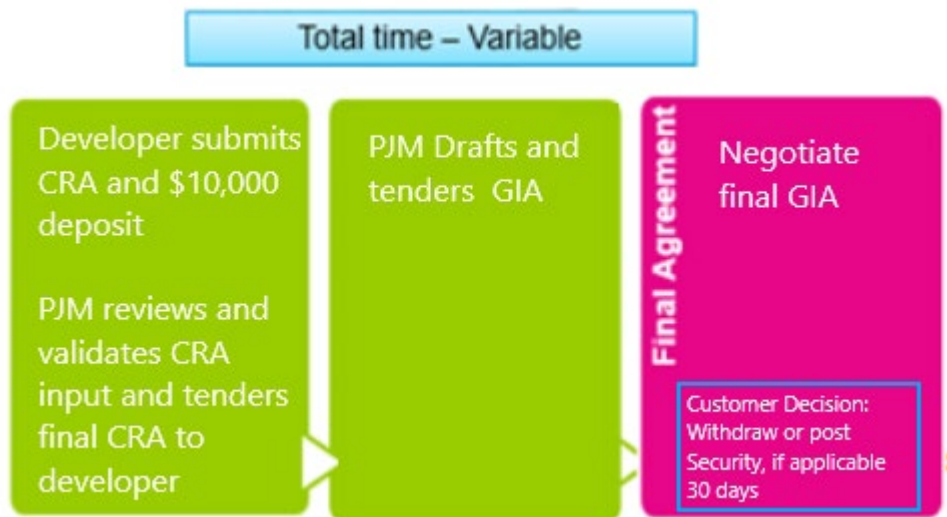 Total time – Variable
Developer submits
CRA and $10,000
deposit
PJM reviews and
validates CRA
input and tenders
final CRA to
developer
PJM Drafts and
tenders GIA
Final Agreement
Negotiate
final GIA
Customer Decision:
Withdraw or post
Security, if applicable
30 days